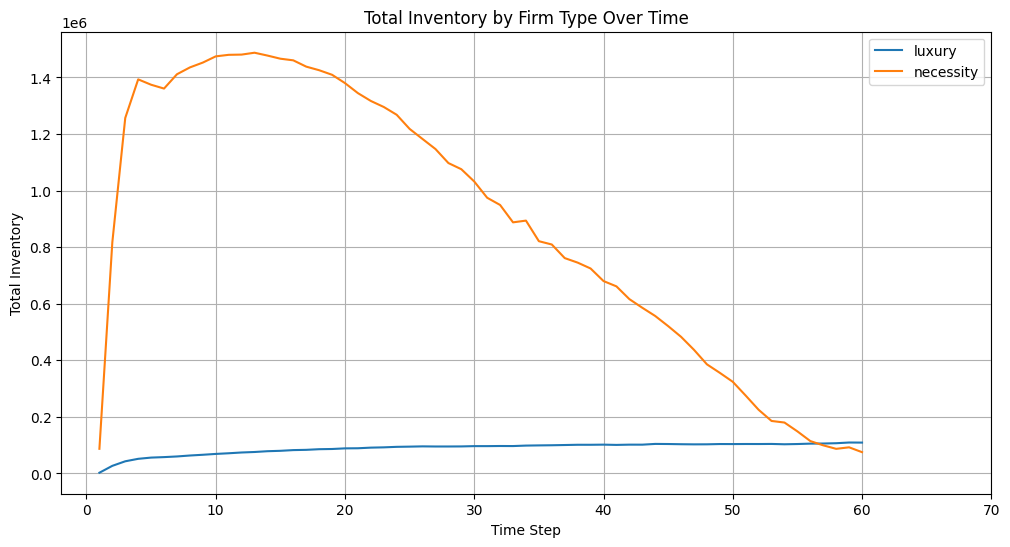 Total Inventory by Firm Type Over Time
1e6
luxury
necessity
1.4
1.2
1.0
0.8
0.6
0.4
0.2
0.0
Total Inventory
0 10 20 30 40 50 60 70
Time Step